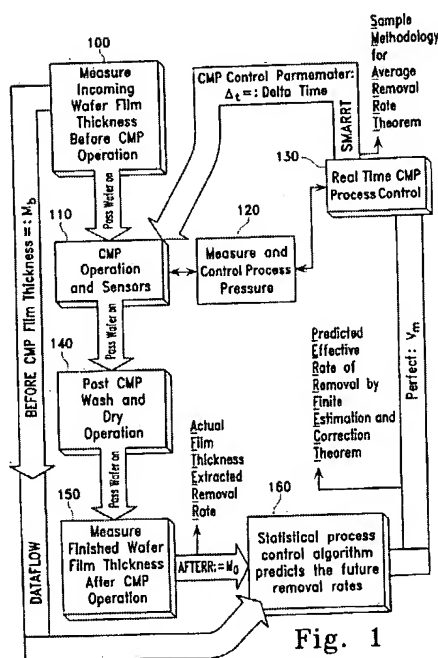 100
Measure
Incoming
Wafer Film
Thickness
Before CMP
Operation
CMP Control Parmemater:
Δt =: Delta Time
SMARRT
Sample
Methodology
for
Average
Removal
Rate
Theorem
130
Real Time CMP
Process Control
Pass Wafer on
110
CMP
Operation
and Sensors
120
Measure and
Control Process
Pressure
BEFORE CMP FILM THICKNESS =: Mb
Pass Wafer on
140
Post CMP
Wash and
Dry
Operation
Predicted
Effective
Rate of
Removal by
Finite
Estimation and
Correction
Theorem
Perfect: Vm
Pass Wafer on
150
Measure
Finished Wafer
Film Thickness
After CMP
Operation
Actual
Film
Thickness
Extracted
Removal
Rate
AFTERR:=Mo
160
Statistical process
control algorithm
predicts the future
removal rates
DATAFLOW
Fig. 1